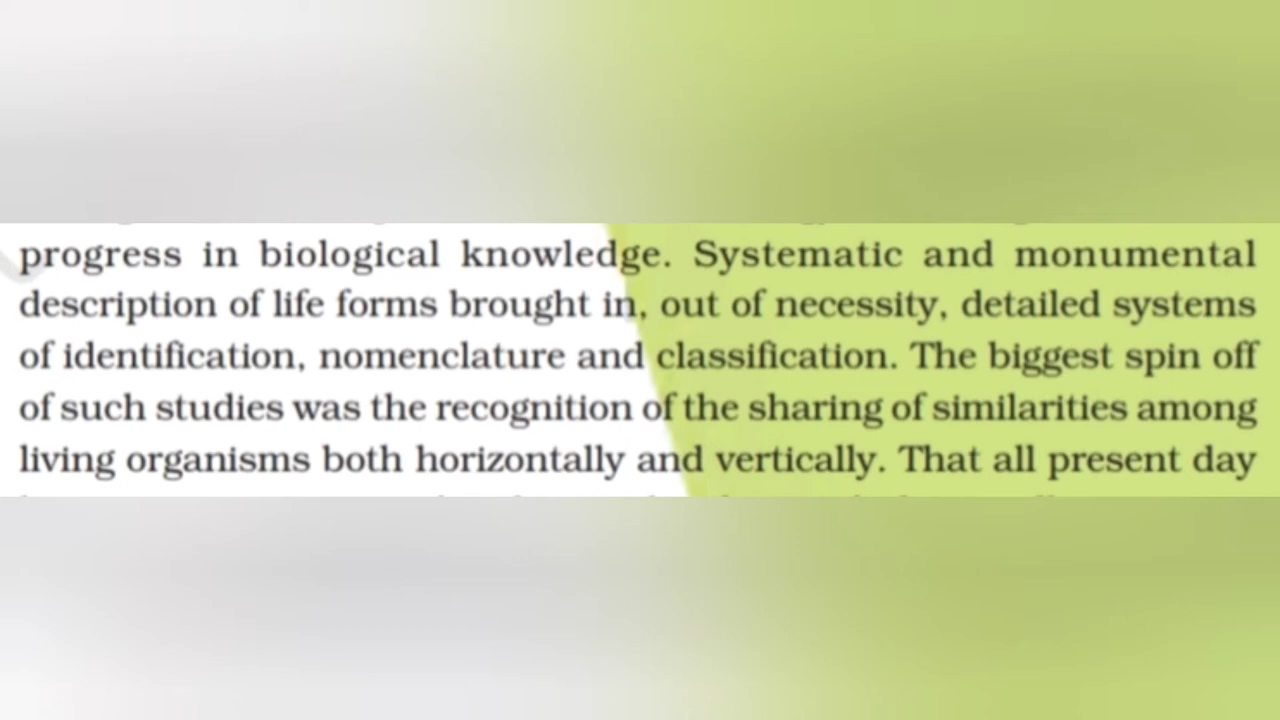 progress in biological knowledge. Systematic and monumental
description of life forms brought in, out of necessity, detailed systems
of identification, nomenclature and classification. The biggest spin off
of such studies was the recognition of the sharing of similarities among
living organisms both horizontally and vertically. That all present day